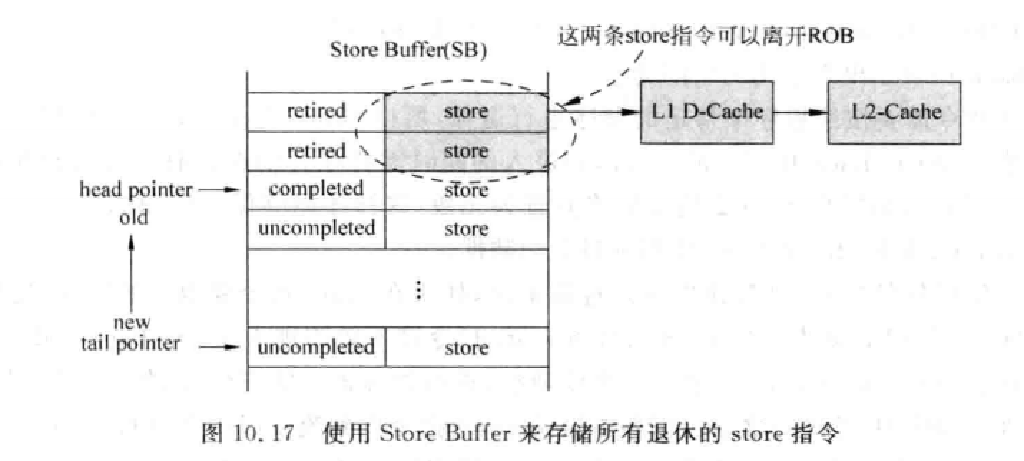 这两条store指令可以离开ROB
Store Buffer(SB)
retired store
L1 D-Cache
L2-Cache
retired store
head pointer
completed store
old
uncompleted store
⋮
new
tail pointer
uncompleted store
图 10.17 使用 Store Buffer 来存储所有退休的 store 指令